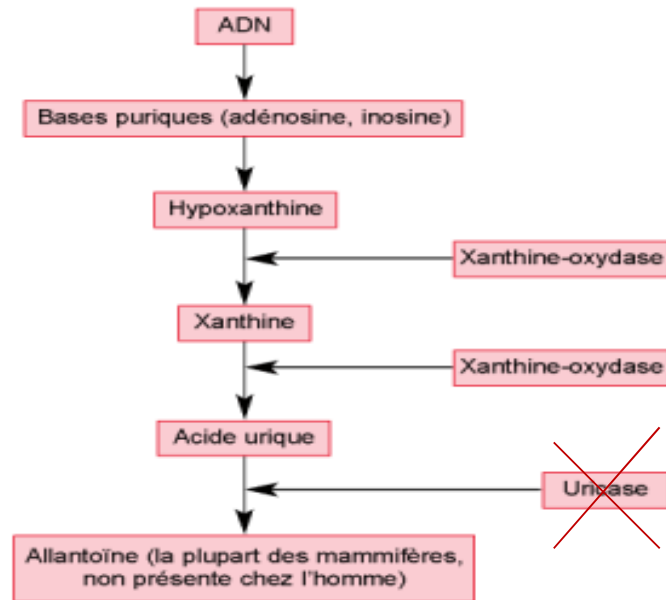 ADN
Bases puriques (adénosine, inosine)
Hypoxanthine
Xanthine-oxydase
Xanthine
Xanthine-oxydase
Acide urique
Uricase
Allantoïne (la plupart des mammifères,
non présente chez l'homme)